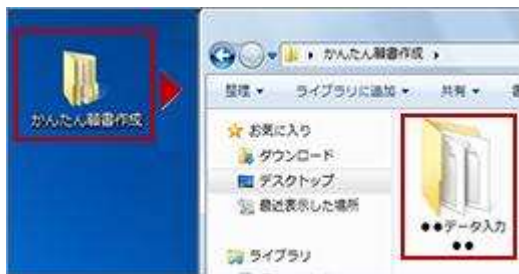 かんたん願書作成
かんたん願書作成
整理
ライブラリに追加
共有
お気に入り
ダウンロード
デスクトップ
最近表示した場所
ライブラリ
●●データ入力
●●